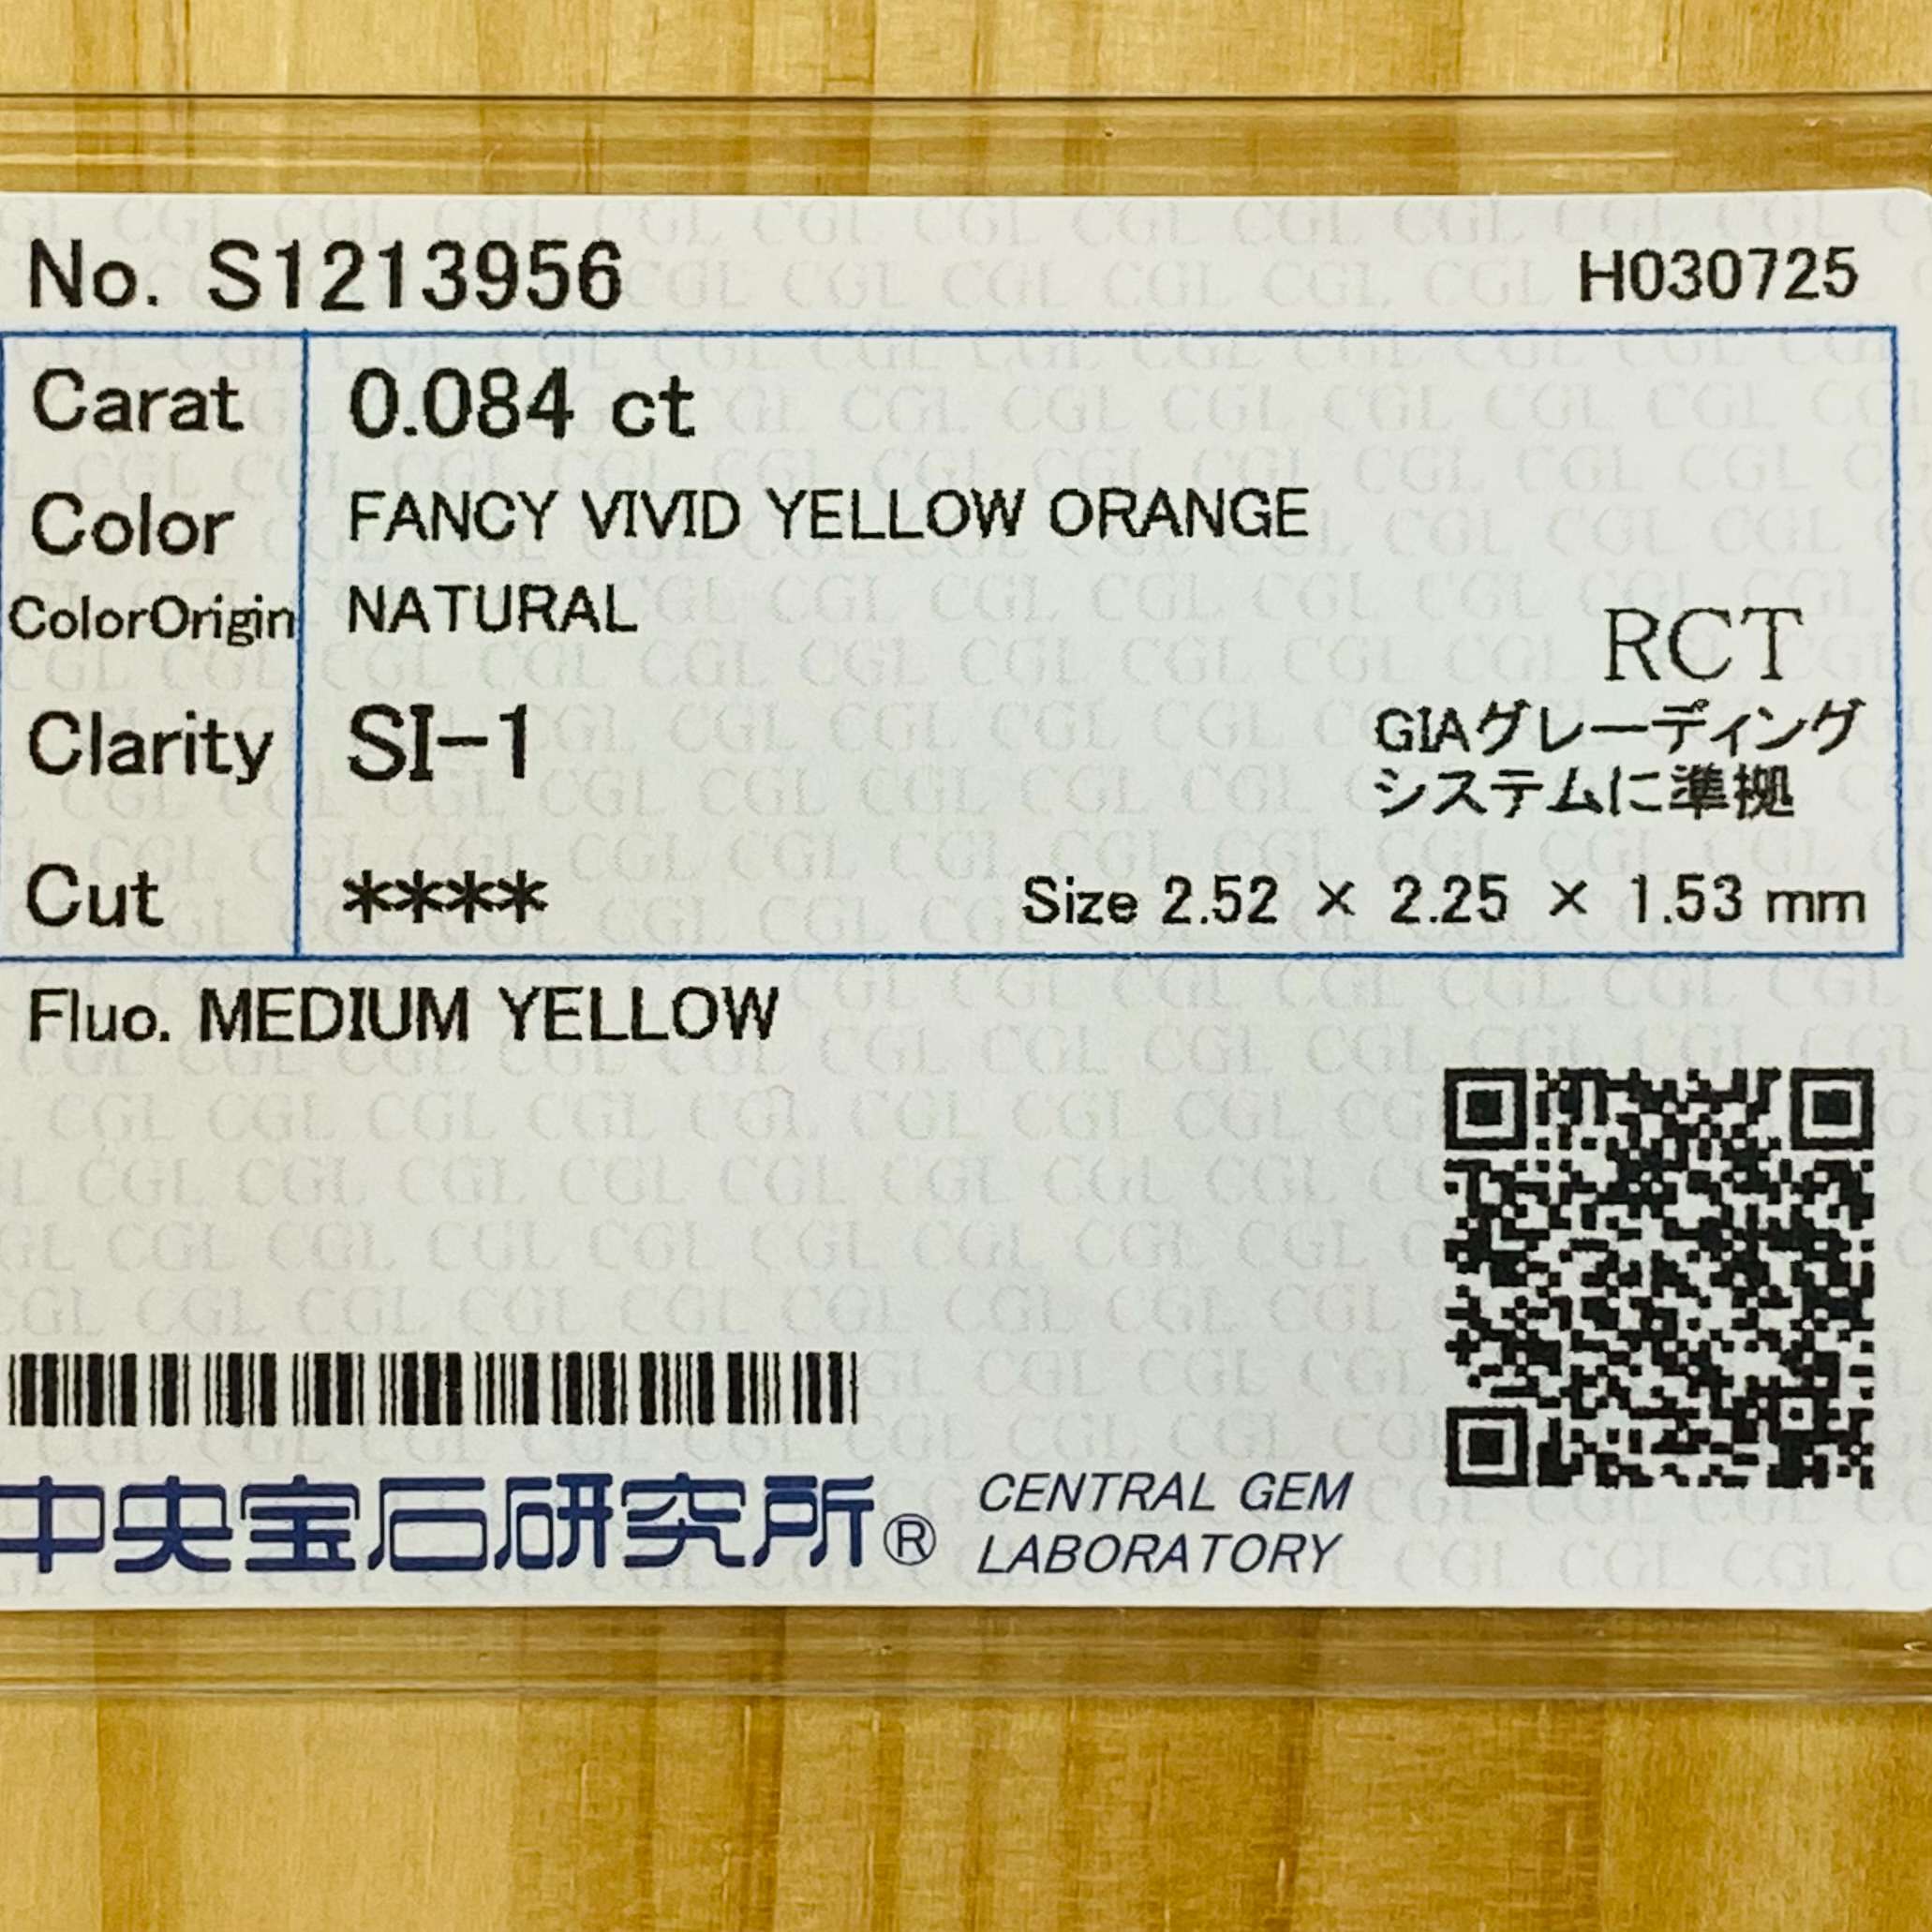 No. S1213956 H030725
Carat 0.084 ct
Color FANCY VIVID YELLOW ORANGE
ColorOrigin NATURAL
RCT
Clarity SI-1
GIAグレーディング
システムに準拠
Cut ****
Size 2.52 × 2.25 × 1.53 mm
Fluo. MEDIUM YELLOW
中央宝石研究所® CENTRAL GEM
LABORATORY